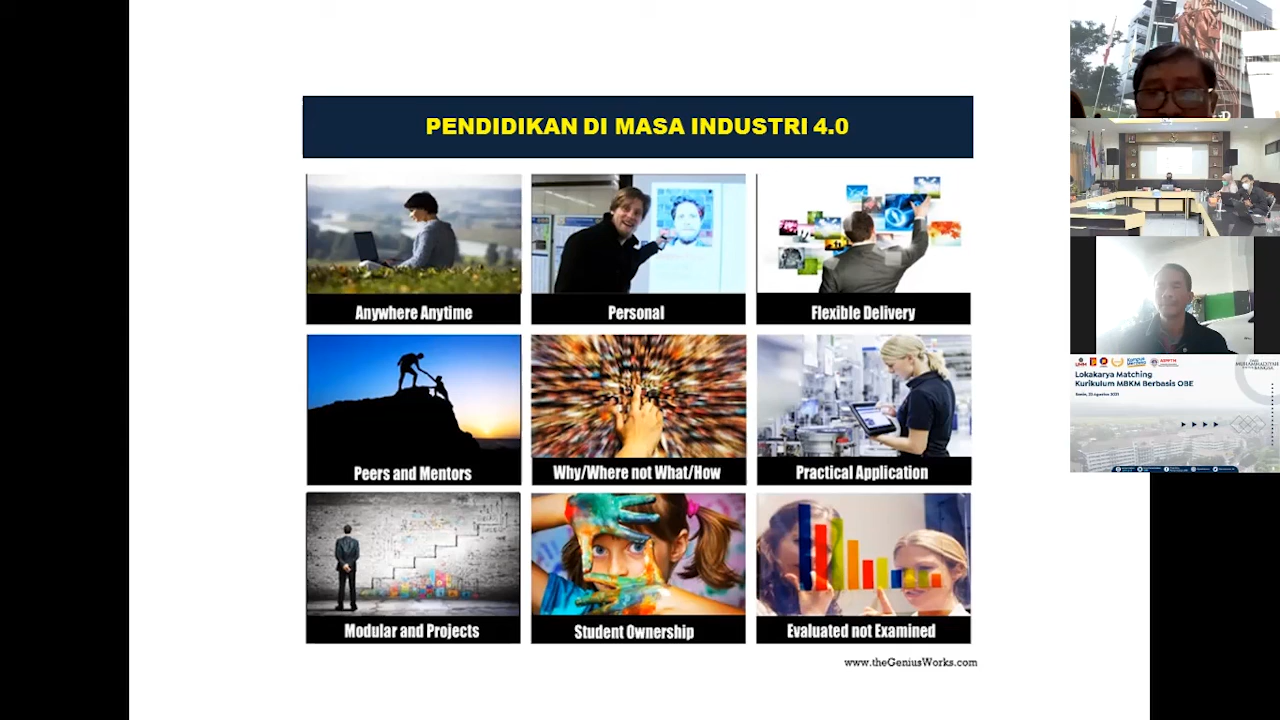 PENDIDIKAN DI MASA INDUSTRI 4.0
Anywhere Anytime
Personal
Flexible Delivery
Peers and Mentors
Why/Where not What/How
Practical Application
Modular and Projects
Student Ownership
Evaluated not Examined
www.theGeniusWorks.com
Lokakarya Matching
Kurikulum MBKM Berbasis OBE